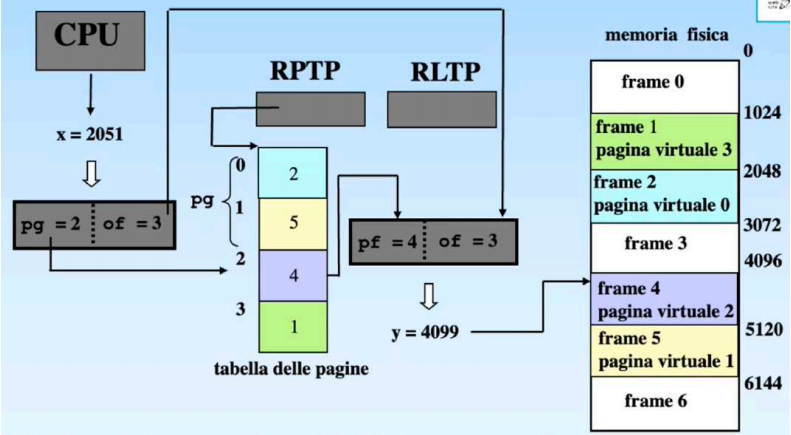 CPU
x = 2051
pg =2 of =3
RPTP
RLTP
pg
0
1
2
3
2
5
4
1
tabella delle pagine
pf =4 of =3
y = 4099
memoria fisica
0
frame 0
1024
frame 1
pagina virtuale 3
2048
frame 2
pagina virtuale 0
3072
frame 3
4096
frame 4
pagina virtuale 2
5120
frame 5
pagina virtuale 1
6144
frame 6